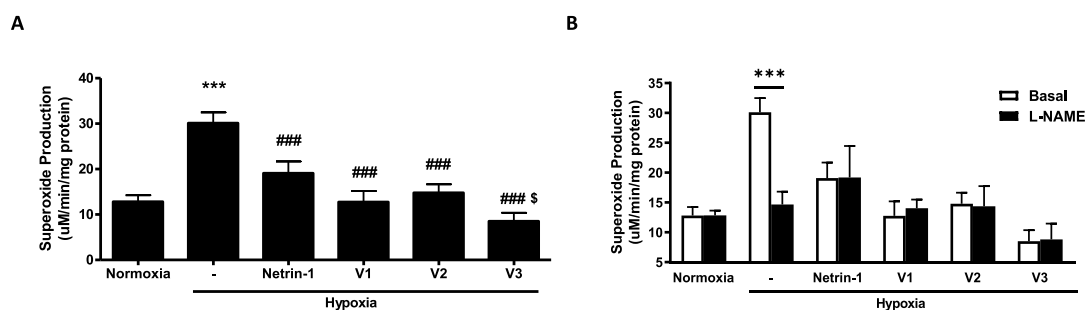 A
Superoxide Production
(uM/min/mg protein)
40
30
20
10
0
***
###
###
###
### $
Normoxia
-
Netrin-1
V1
V2
V3
Hypoxia
B
Superoxide Production
(uM/min/mg protein)
35
30
25
20
15
10
5
***
Basal
L-NAME
Normoxia
-
Netrin-1
V1
V2
V3
Hypoxia